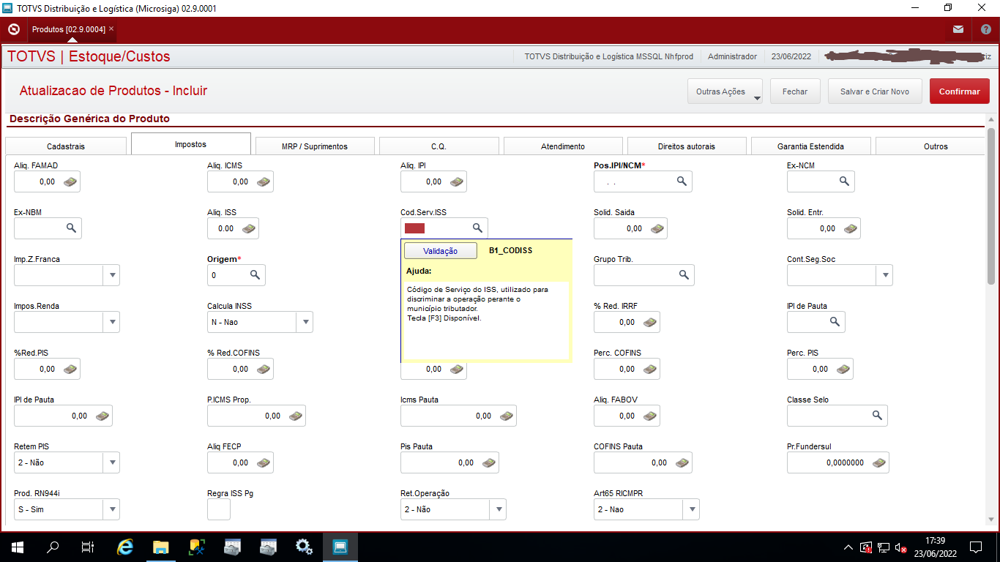 TOTVS Distribuição e Logística (Microsiga) 02.9.0001
Produtos [02.9.0004]
TOTVS | Estoque/Custos
TOTVS Distribuição e Logística MSSQL Nhfprod
Administrador
23/06/2022
Atualizacao de Produtos - Incluir
Outras Ações
Fechar
Salvar e Criar Novo
Confirmar
Descrição Genérica do Produto
Cadastrais
Impostos
MRP / Suprimentos
C.Q.
Atendimento
Direitos autorais
Garantia Estendida
Outros
Aliq. FAMAD
Aliq. ICMS
Aliq. IPI
Pos.IPI/NCM*
Ex-NCM
0,00
0,00
0,00
. .
Ex-NBM
Aliq. ISS
Cod.Serv.ISS
Solid. Saida
Solid. Entr.
0.00
0,00
0,00
Validação
B1_CODISS
Imp.Z.Franca
Origem*
Grupo Trib.
Cont.Seg.Soc
0
Ajuda:
Código de Serviço do ISS, utilizado para
discriminar a operação perante o
município tributador.
Tecla [F3] Disponível.
Impos.Renda
Calcula INSS
% Red. IRRF
IPI de Pauta
N - Nao
0,00
%Red.PIS
% Red.COFINS
Perc. COFINS
Perc. PIS
0,00
0,00
0,00
0,00
0,00
IPI de Pauta
P.ICMS Prop.
Icms Pauta
Aliq. FABOV
Classe Selo
0,00
0,00
0,00
0,00
Retem PIS
Aliq FECP
Pis Pauta
COFINS Pauta
Pr.Fundersul
2 - Não
0,00
0,00
0,00
0,0000000
Prod. RN944i
Regra ISS Pg
Ret.Operação
Art65 RICMPR
S - Sim
2 - Não
2 - Nao
17:39
23/06/2022